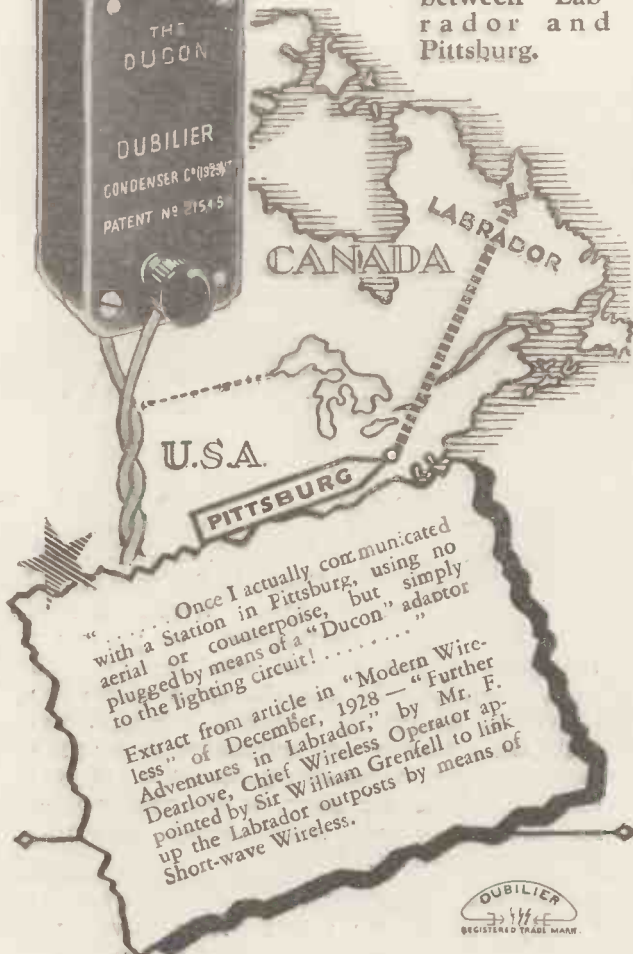 between Lab-
rador and
Pittsburg.
THE
DUCON
DUBILIER
CONDENSER Co (1925)
PATENT No 21545
LABRADOR
CANADA
U.S.A.
PITTSBURG
“ . . . . . . Once I actually communicated
with a Station in Pittsburg, using no
aerial or counterpoise, but simply
plugged by means of a “Ducon” adaptor
to the lighting circuit! . . . . . . . . ”
Extract from article in “Modern Wire-
less” of December, 1928 — “Further
Adventures in Labrador,” by Mr. F.
Dearlove, Chief Wireless Operator ap-
pointed by Sir William Grenfell to link
up the Labrador outposts by means of
Short-wave Wireless.
DUBILIER
REGISTERED TRADE MARK.